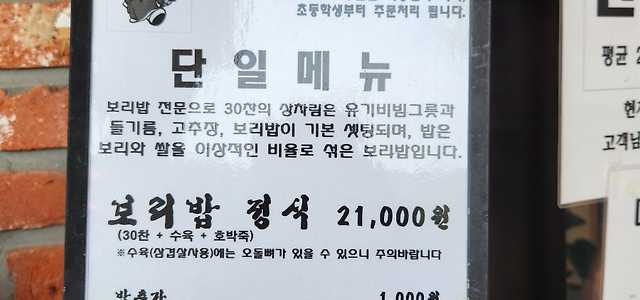 초등학생부터 주문처리 됩니다.
단일메뉴
보리밥 전문으로 30찬의 상차림은 유기비빔그릇과
들기름, 고추장, 보리밥이 기본 셋팅되며, 밥은
보리와 쌀을 이상적인 비율로 섞은 보리밥입니다.
보리밥 정식 21,000원
(30찬 + 수육 + 호박죽)
※수육(삼겹살사용)에는 오돌뼈가 있을 수 있으니 주의바랍니다
1,000원
평균
고객님